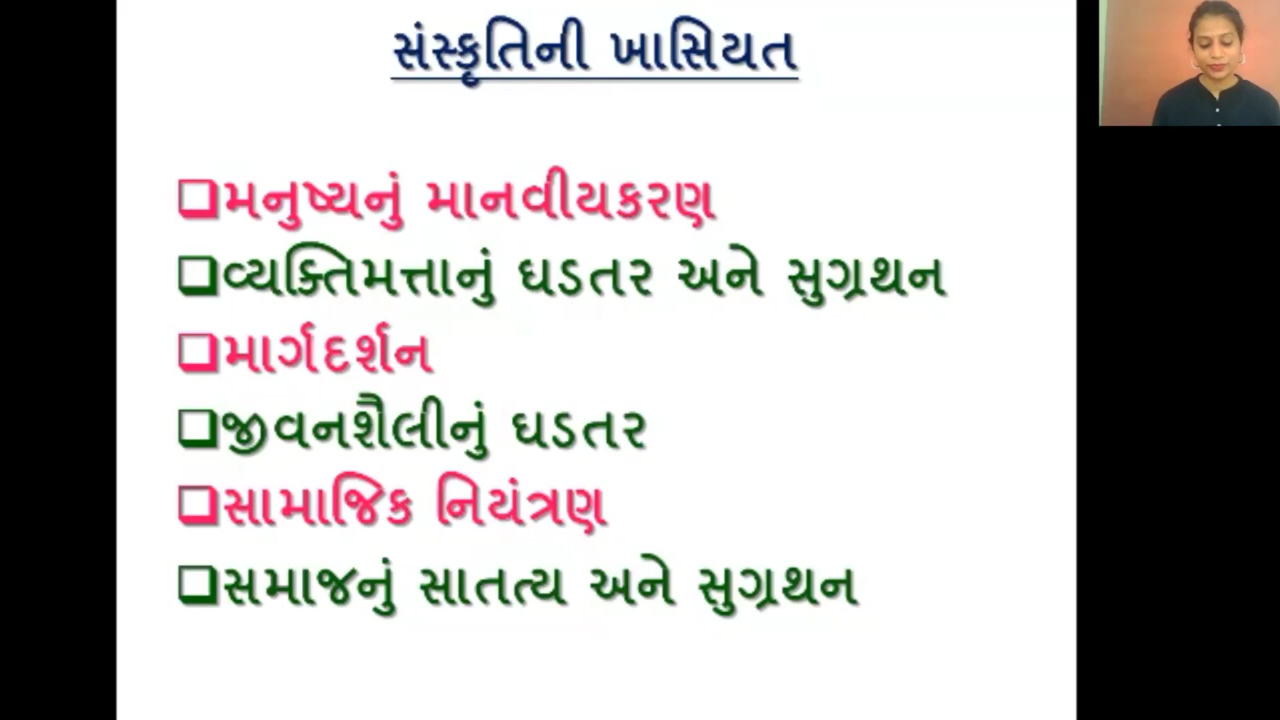 સંસ્કૃતિની ખાસિયત
❑મનુષ્યનું માનવીયકરણ
❑વ્યક્તિમત્તાનું ઘડતર અને સુગ્રથન
❑માર્ગદર્શન
❑જીવનશૈલીનું ઘડતર
❑સામાજિક નિયંત્રણ
❑સમાજનું સાતત્ય અને સુગ્રથન